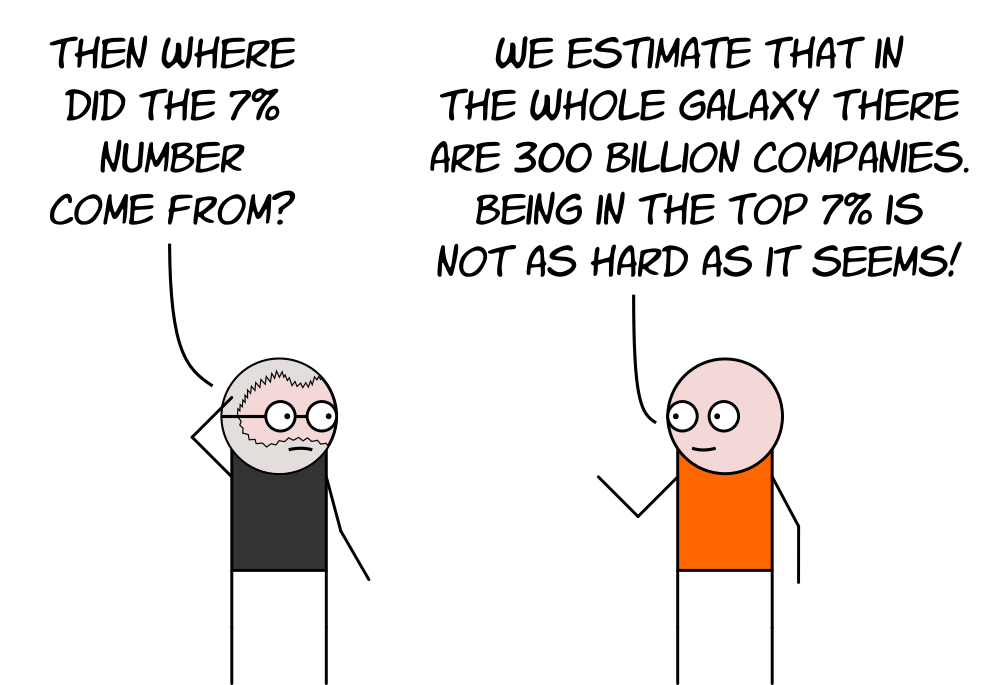 THEN WHERE
DID THE 7%
NUMBER
COME FROM?
WE ESTIMATE THAT IN
THE WHOLE GALAXY THERE
ARE 300 BILLION COMPANIES.
BEING IN THE TOP 7% IS
NOT AS HARD AS IT SEEMS!